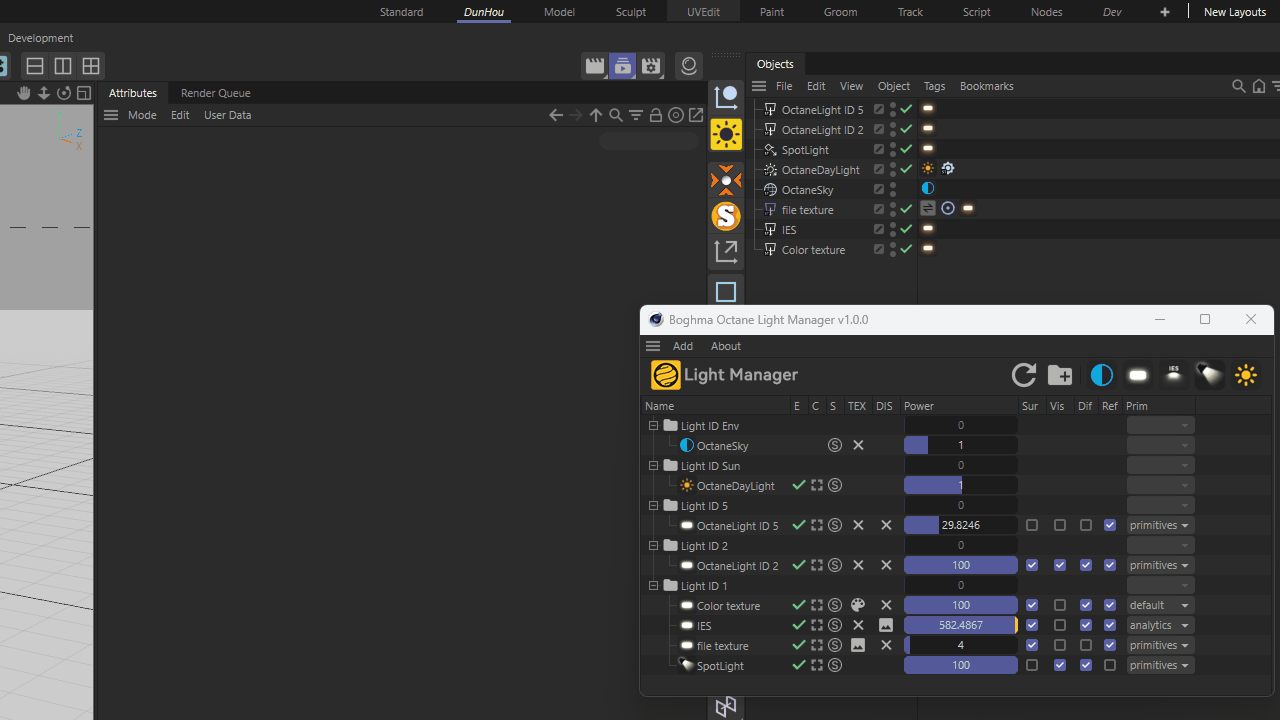 Standard DunHou Model Sculpt UVEdit Paint Groom Track Script Nodes Dev New Layouts
Development
Attributes Render Queue
Mode Edit User Data
Z
X
S
Objects
File Edit View Object Tags Bookmarks
OctaneLight ID 5
OctaneLight ID 2
SpotLight
OctaneDayLight
OctaneSky
file texture
IES
Color texture
Boghma Octane Light Manager v1.0.0
Add About
Light Manager IES
Name E C S TEX DIS Power Sur Vis Dif Ref Prim
Light ID Env 0
OctaneSky S 1
Light ID Sun 0
OctaneDayLight S 1
Light ID 5 0
OctaneLight ID 5 S 29.8246 primitives
Light ID 2 0
OctaneLight ID 2 S 100 primitives
Light ID 1 0
Color texture S 100 default
IES S 582.4867 analytics
file texture S 4 primitives
SpotLight S 100 primitives